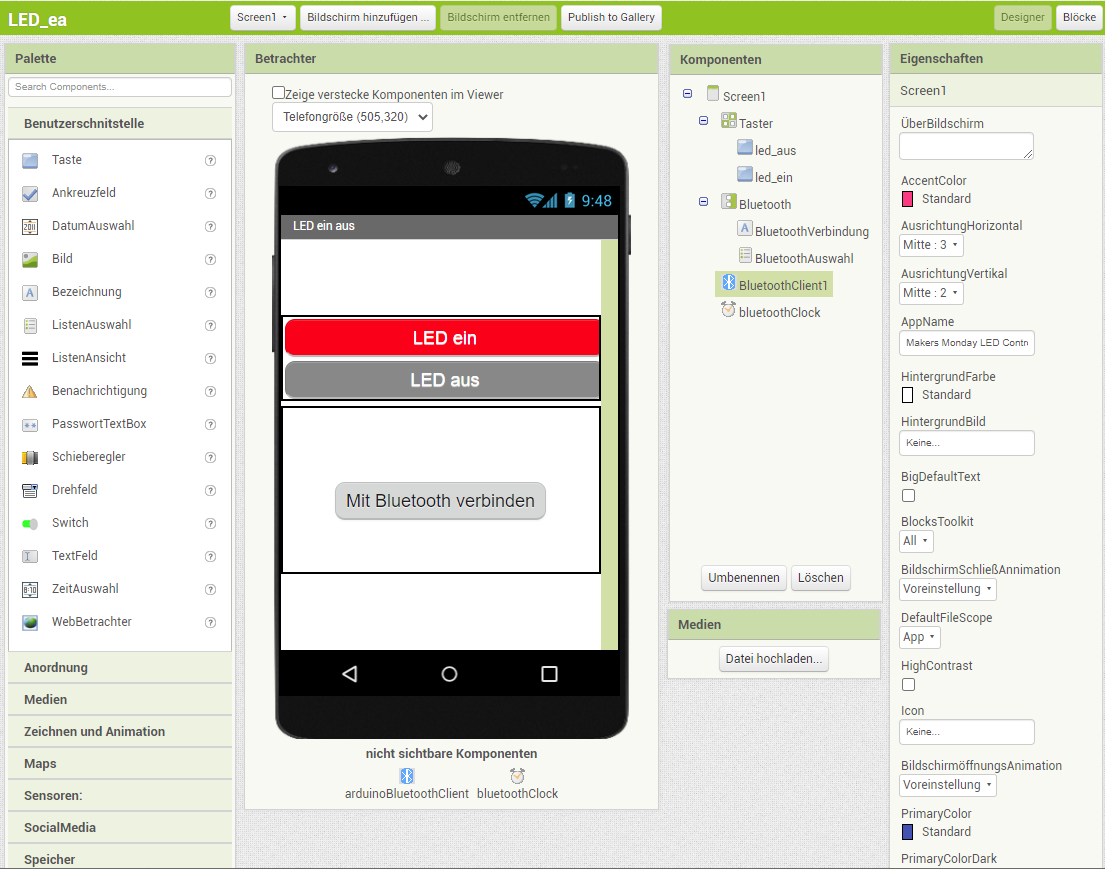 LED_ea
Screen1
Bildschirm hinzufügen ...
Bildschirm entfernen
Publish to Gallery
Designer
Blöcke
Palette
Search Components...
Benutzerschnitstelle
Taste
Ankreuzfeld
DatumAuswahl
Bild
Bezeichnung
ListenAuswahl
ListenAnsicht
Benachrichtigung
PasswortTextBox
Schieberegler
Drehfeld
Switch
TextFeld
ZeitAuswahl
WebBetrachter
Anordnung
Medien
Zeichnen und Animation
Maps
Sensoren:
SocialMedia
Speicher
Betrachter
Zeige verstecke Komponenten im Viewer
Telefongröße (505,320)
9:48
LED ein aus
LED ein
LED aus
Mit Bluetooth verbinden
nicht sichtbare Komponenten
arduinoBluetoothClient
bluetoothClock
Komponenten
Screen1
Taster
led_aus
led_ein
Bluetooth
A BluetoothVerbindung
BluetoothAuswahl
BluetoothClient1
bluetoothClock
Umbenennen
Löschen
Medien
Datei hochladen...
Eigenschaften
Screen1
ÜberBildschirm
AccentColor
Standard
AusrichtungHorizontal
Mitte : 3
AusrichtungVertikal
Mitte : 2
AppName
Makers Monday LED Contr
HintergrundFarbe
Standard
HintergrundBild
Keine...
BigDefaultText
BlocksToolkit
All
BildschirmSchließAnnimation
Voreinstellung
DefaultFileScope
App
HighContrast
Icon
Keine...
BildschirmöffnungsAnimation
Voreinstellung
PrimaryColor
Standard
PrimaryColorDark